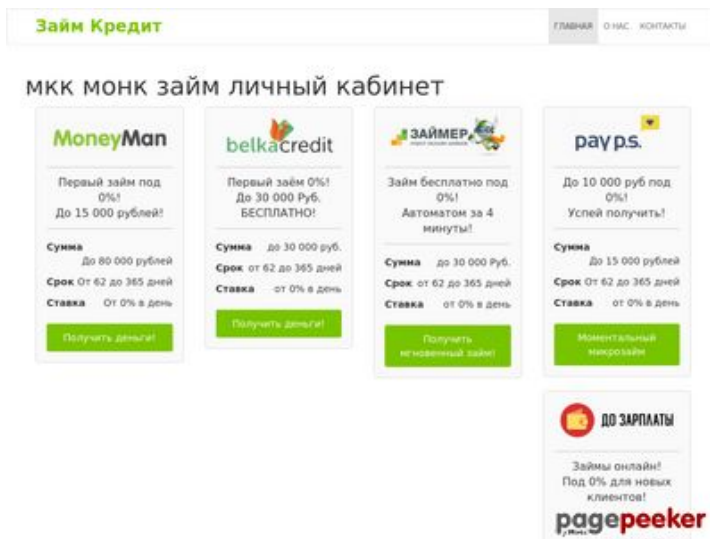 Займ Кредит
ГЛАВНАЯ О НАС. КОНТАКТЫ
мкк монк займ личный кабинет
MoneyMan
Первый займ под
0%!
До 15 000 рублей!
Сумма
До 80 000 рублей
Срок От 62 до 365 дней
Ставка От 0% в день
Получить деньги!
belkacredit
Первый заём 0%!
До 30 000 Руб.
БЕСПЛАТНО!
Сумма до 30 000 руб.
Срок от 62 до 365 дней
Ставка от 0% в день
Получить деньги!
ЗАЙМЕР
Займ бесплатно под
0%!
Автоматом за 4
минуты!
Сумма до 30 000 Руб.
Срок от 62 до 365 дней
Ставка от 0% в день
Получить
мгновенный займ!
pay p.s.
До 10 000 руб под
0%!
Успей получить!
Сумма
До 15 000 рублей
Срок От 62 до 365 дней
Ставка от 0% в день
Моментальный
микрозайм
ДО ЗАРПЛАТЫ
Займы онлайн!
Под 0% для новых
клиентов!
pagepeeker